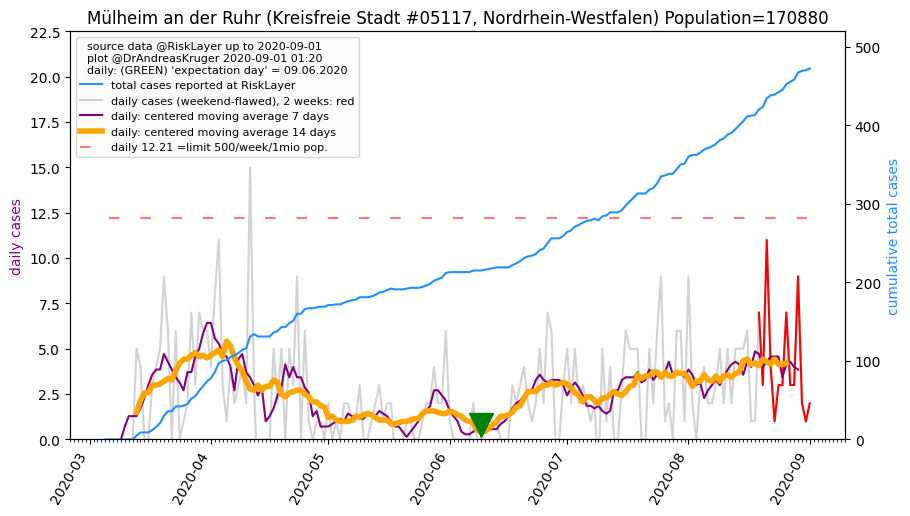 Mülheim an der Ruhr (Kreisfreie Stadt #05117, Nordrhein-Westfalen) Population=170880
source data @RiskLayer up to 2020-09-01
plot @DrAndreasKruger 2020-09-01 01:20
daily: (GREEN) 'expectation day' = 09.06.2020
total cases reported at RiskLayer
daily cases (weekend-flawed), 2 weeks: red
daily: centered moving average 7 days
daily: centered moving average 14 days
daily 12.21 =limit 500/week/1mio pop.
daily cases
22.5
20.0
17.5
15.0
12.5
10.0
7.5
5.0
2.5
0.0
500
400
300
200
100
0
cumulative total cases
2020-03
2020-04
2020-05
2020-06
2020-07
2020-08
2020-09